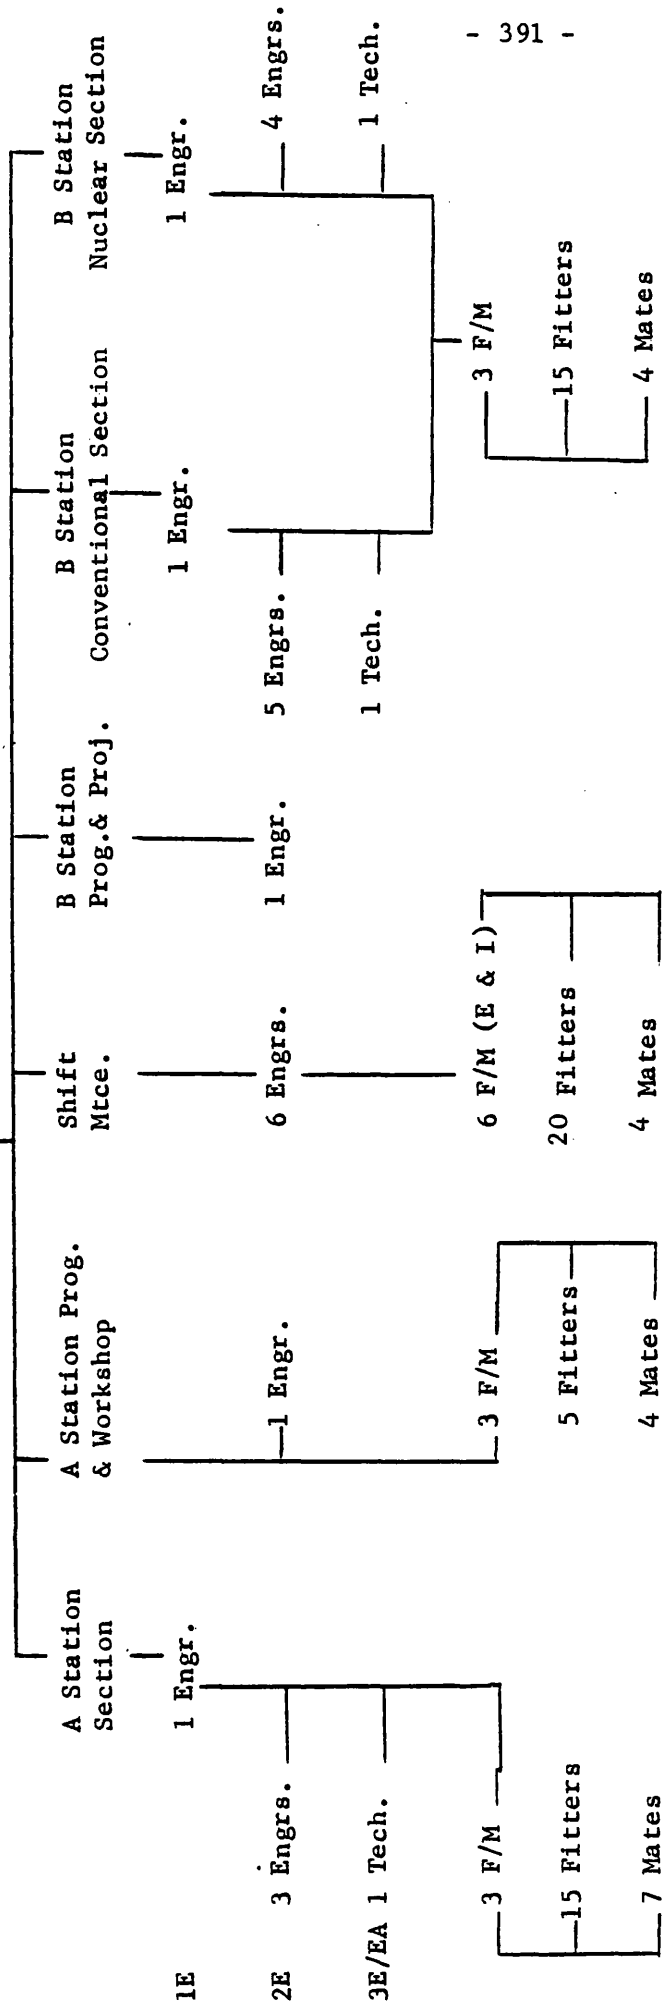 - 391 -
A Station
Section
A Station Prog.
& Workshop
Shift
Mtce.
B Station
Prog.& Proj.
B Station
Conventional Section
B Station
Nuclear Section
1E
1 Engr.
1 Engr.
1 Engr.
2E
3 Engrs.
1 Engr.
6 Engrs.
1 Engr.
5 Engrs.
4 Engrs.
3E/EA
1 Tech.
1 Tech.
1 Tech.
3 F/M
3 F/M
6 F/M (E & I)
3 F/M
15 Fitters
5 Fitters
20 Fitters
15 Fitters
7 Mates
4 Mates
4 Mates
4 Mates